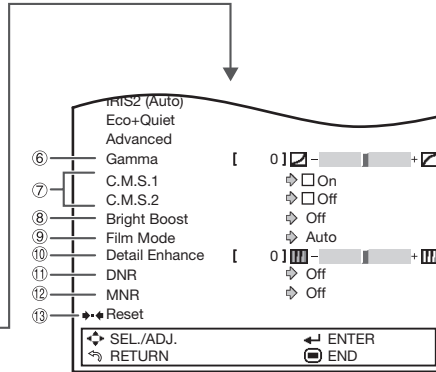 IRIS2 (Auto)
Eco+Quiet
Advanced
⑥ Gamma [ 0 ] – +
⑦ C.M.S.1 On
C.M.S.2 Off
⑧ Bright Boost Off
⑨ Film Mode Auto
⑩ Detail Enhance [ 0 ] – +
⑪ DNR Off
⑫ MNR Off
⑬ Reset
SEL./ADJ. ENTER
RETURN END